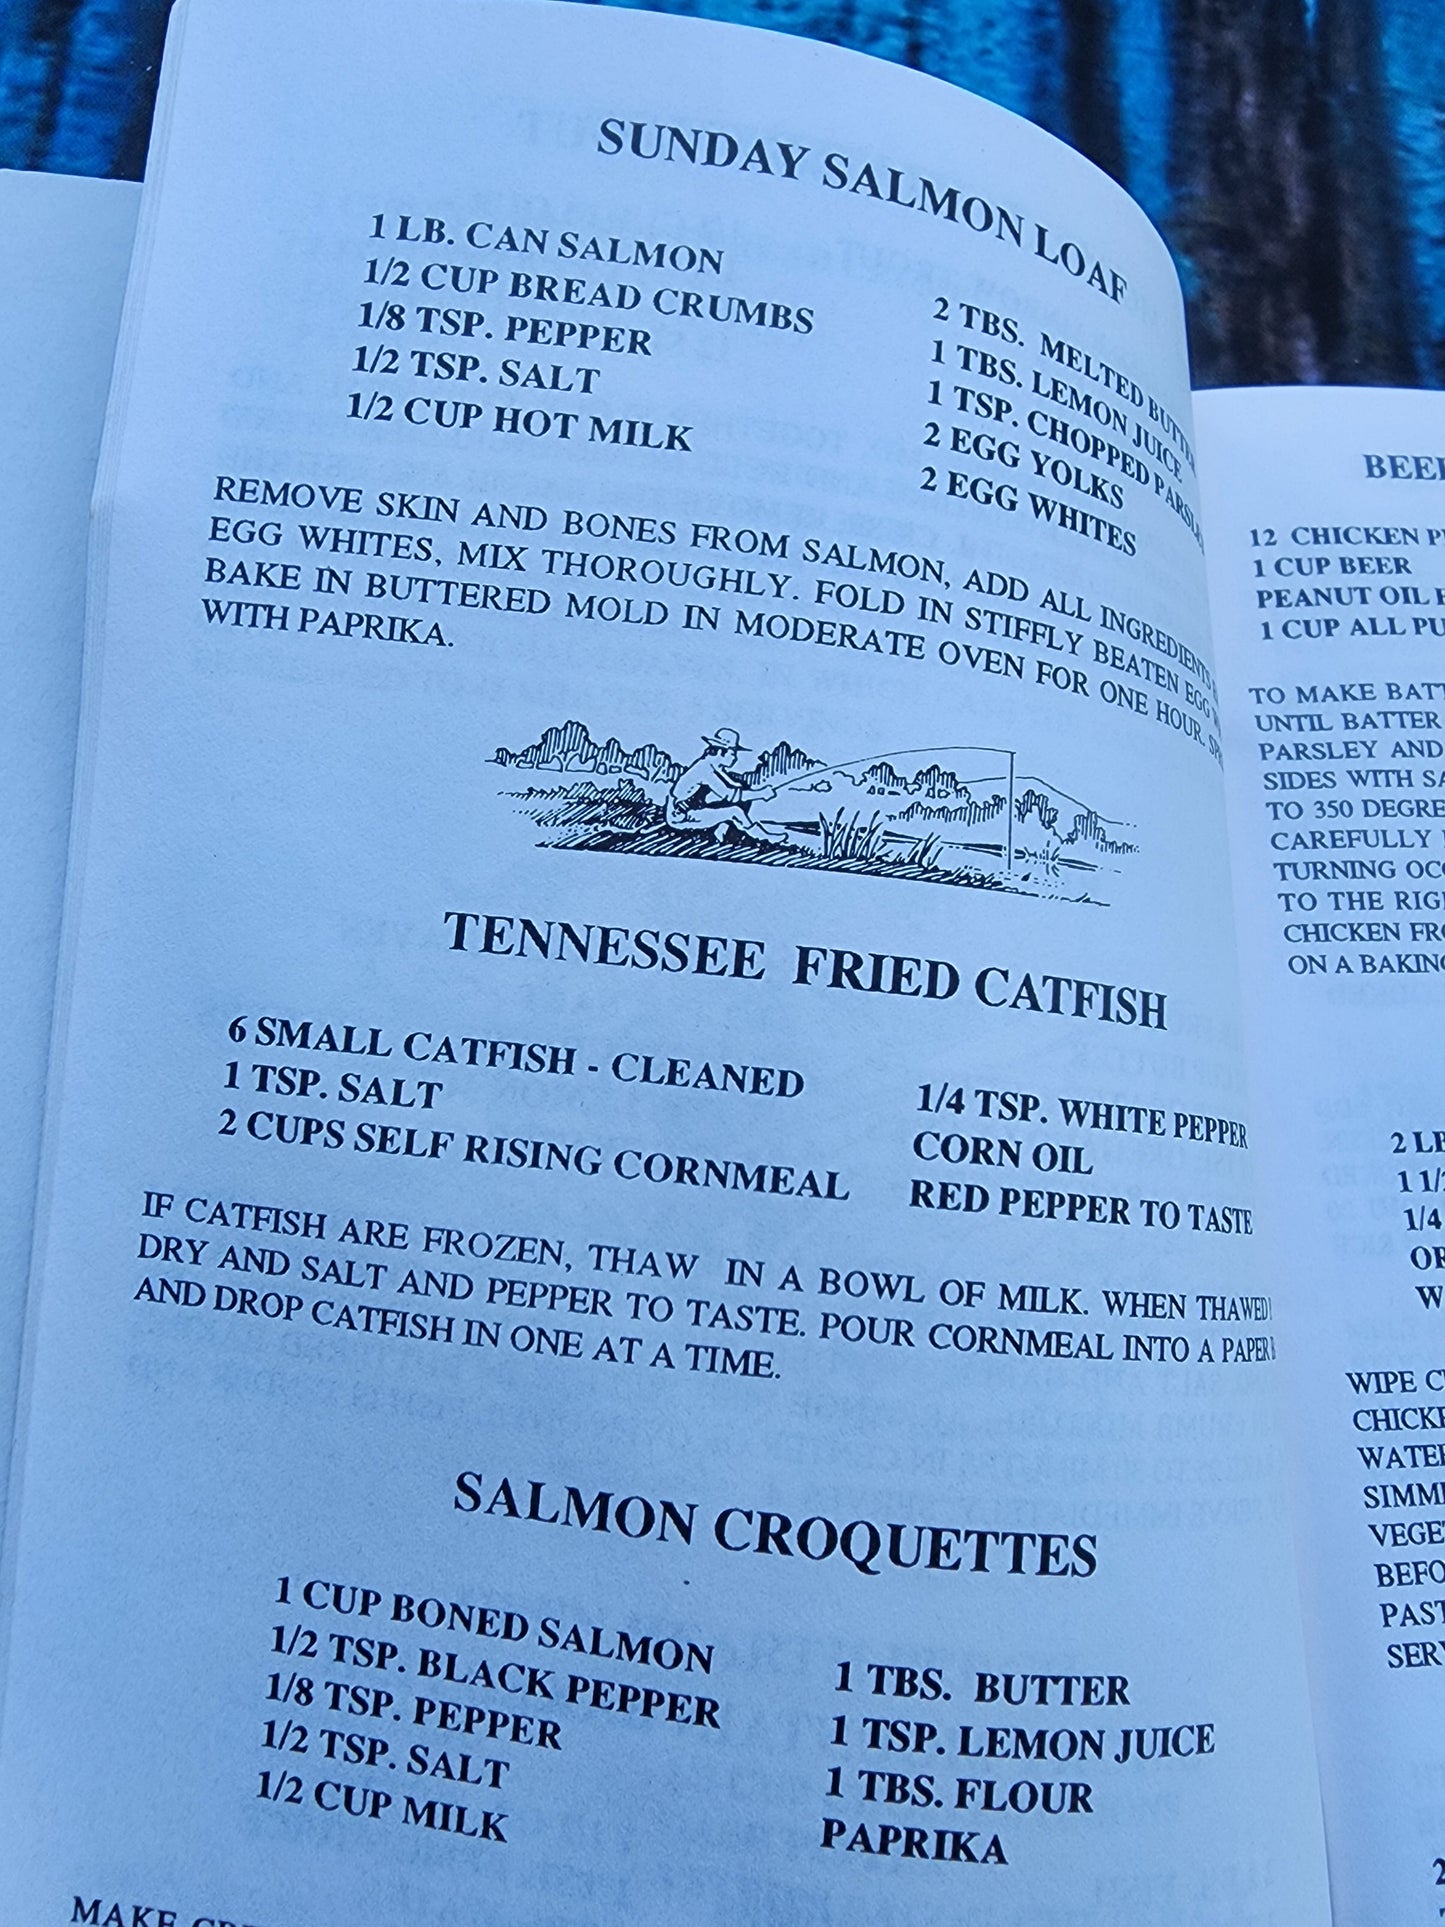 SUNDAY SALMON LOAF
1 LB. CAN SALMON
1/2 CUP BREAD CRUMBS
1/8 TSP. PEPPER
1/2 TSP. SALT
1/2 CUP HOT MILK
2 TBS. MELTED BUTTER
1 TBS. LEMON JUICE
1 TSP. CHOPPED PARSLEY
2 EGG YOLKS
2 EGG WHITES
REMOVE SKIN AND BONES FROM SALMON, ADD ALL INGREDIENTS
EGG WHITES, MIX THOROUGHLY. FOLD IN STIFFLY BEATEN EGG
BAKE IN BUTTERED MOLD IN MODERATE OVEN FOR ONE HOUR.
WITH PAPRIKA.
TENNESSEE FRIED CATFISH
6 SMALL CATFISH - CLEANED
1 TSP. SALT
2 CUPS SELF RISING CORNMEAL
1/4 TSP. WHITE PEPPER
CORN OIL
RED PEPPER TO TASTE
IF CATFISH ARE FROZEN, THAW IN A BOWL OF MILK. WHEN THAWED
DRY AND SALT AND PEPPER TO TASTE. POUR CORNMEAL INTO A PAPER
AND DROP CATFISH IN ONE AT A TIME.
SALMON CROQUETTES
1 CUP BONED SALMON
1/2 TSP. BLACK PEPPER
1/8 TSP. PEPPER
1/2 TSP. SALT
1/2 CUP MILK
1 TBS. BUTTER
1 TSP. LEMON JUICE
1 TBS. FLOUR
PAPRIKA
MAKE
12 CHICKEN
1 CUP BEER
PEANUT OIL
1 CUP ALL
TO MAKE
UNTIL BATTER
PARSLEY AND
SIDES WITH
TO 350
CAREFULLY
TURNING
TO THE
CHICKEN
ON A
2
1
1/4
WIPE
2